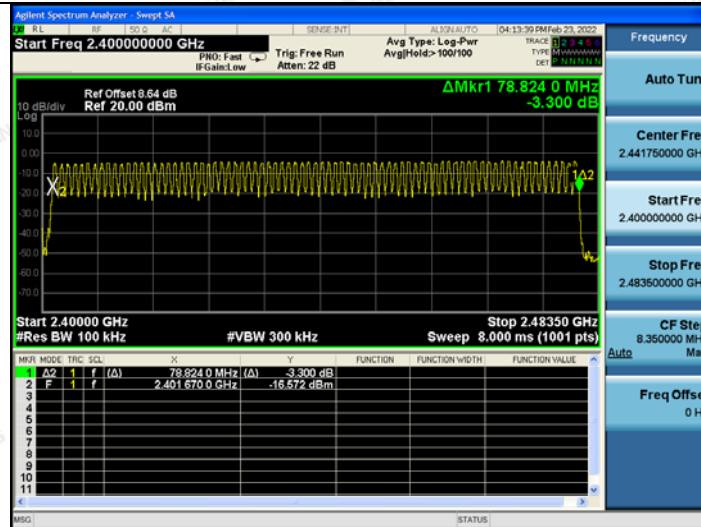 Agilent Spectrum Analyzer - Swept SA
RL RF 50 Ω AC SENSE:INT ALIGNAUTO 04:13:39 PM Feb 23, 2022
Start Freq 2.400000000 GHz
PNO: Fast
IFGain:Low
Trig: Free Run
Atten: 22 dB
Avg Type: Log-Pwr
Avg|Hold:> 100/100
TRACE 1 2 3 4 5 6
TYPE M
DET P N N N N N
Ref Offset 8.64 dB
Ref 20.00 dBm
ΔMkr1 78.824 0 MHz
-3.300 dB
10 dB/div
Log
10.0
0.00
-10.0
-20.0
-30.0
-40.0
-50.0
-60.0
-70.0
2
1Δ2
Start 2.40000 GHz
Stop 2.48350 GHz
#Res BW 100 kHz
#VBW 300 kHz
Sweep 8.000 ms (1001 pts)
MKR MODE TRC SCL X Y FUNCTION FUNCTION WIDTH FUNCTION VALUE
1 Δ2 1 f (Δ) 78.824 0 MHz (Δ) -3.300 dB
2 F 1 f 2.401 670 0 GHz -16.572 dBm
3
4
5
6
7
8
9
10
11
MSG
STATUS
Frequency
Auto Tun
Center Fre
2.441750000 GH
Start Fre
2.400000000 GH
Stop Fre
2.483500000 GH
CF Ste
8.350000 MH
Auto Ma
Freq Offse
0 H